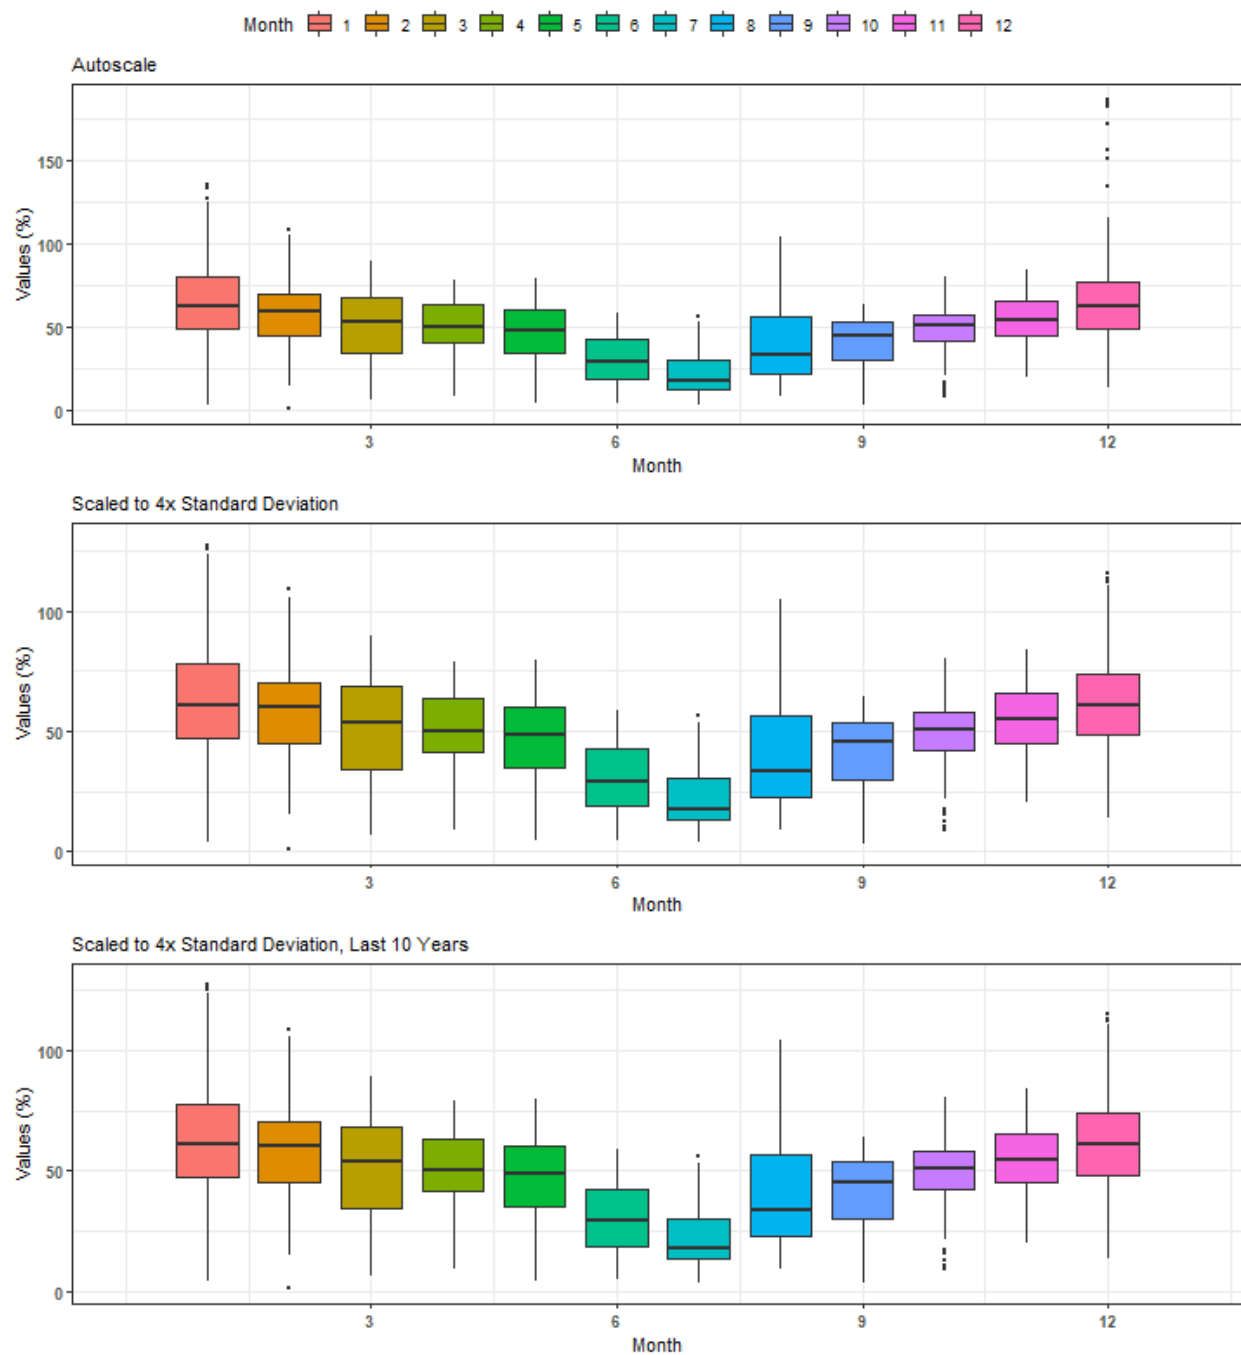 Month 1 2 3 4 5 6 7 8 9 10 11 12
Autoscale
Values (%)
150
100
50
0
3 6 9 12
Month
Scaled to 4x Standard Deviation
Values (%)
100
50
0
3 6 9 12
Month
Scaled to 4x Standard Deviation, Last 10 Years
Values (%)
100
50
0
3 6 9 12
Month